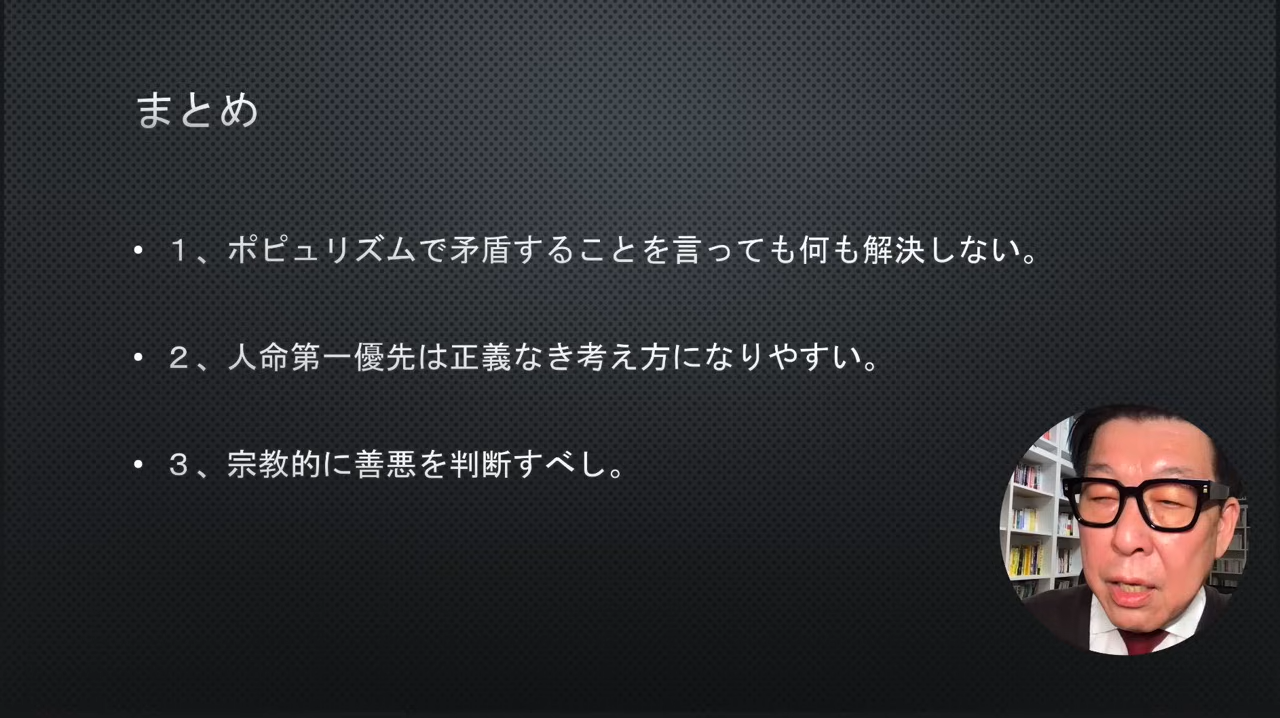 まとめ
• １、ポピュリズムで矛盾することを言っても何も解決しない。
• ２、人命第一優先は正義なき考え方になりやすい。
• ３、宗教的に善悪を判断すべし。